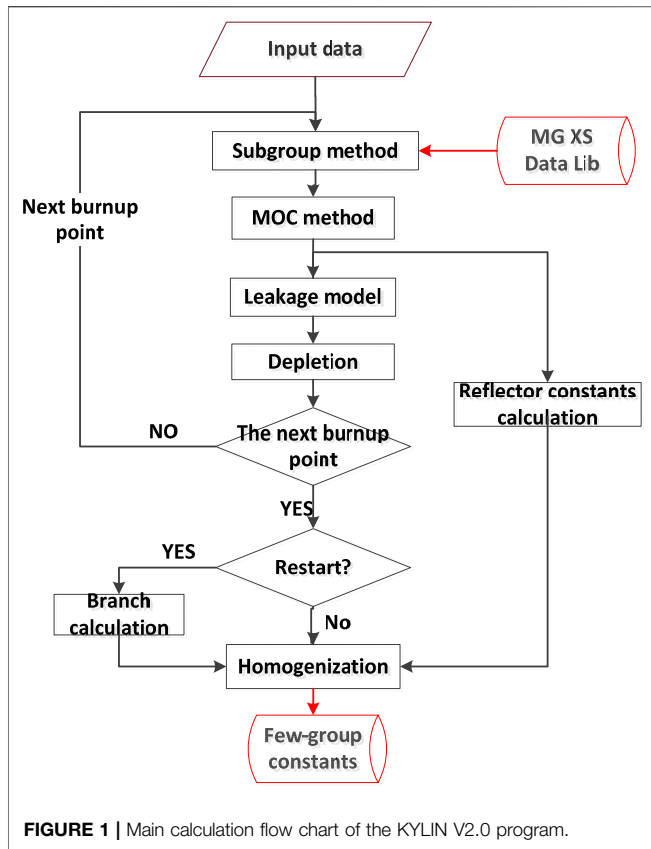 Input data
MG XS
Data Lib
Subgroup method
Next burnup
point
MOC method
Leakage model
Depletion
Reflector constants
calculation
NO
The next burnup
point
YES
YES
Restart?
Branch
calculation
No
Homogenization
Few-group
constants
FIGURE 1 | Main calculation flow chart of the KYLIN V2.0 program.